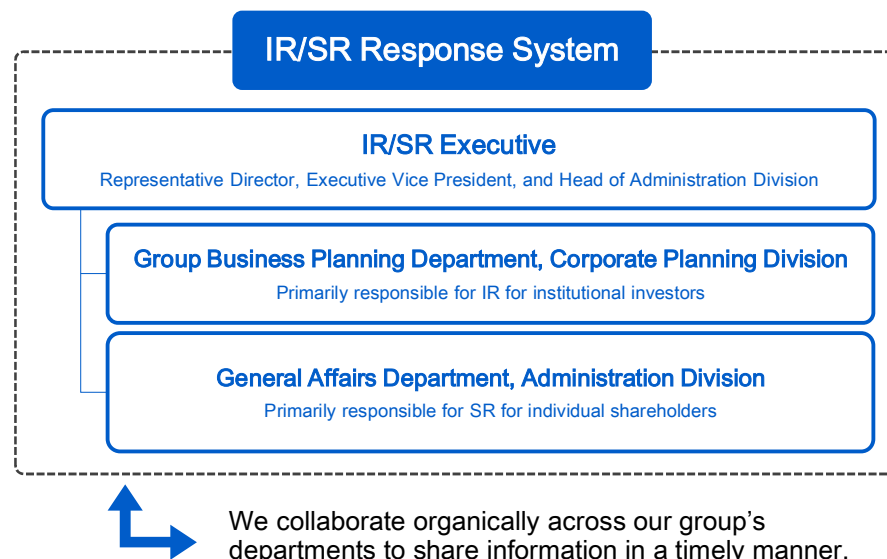 IR/SR Response System
IR/SR Executive
Representative Director, Executive Vice President, and Head of Administration Division
Group Business Planning Department, Corporate Planning Division
Primarily responsible for IR for institutional investors
General Affairs Department, Administration Division
Primarily responsible for SR for individual shareholders
We collaborate organically across our group’s
departments to share information in a timely manner.